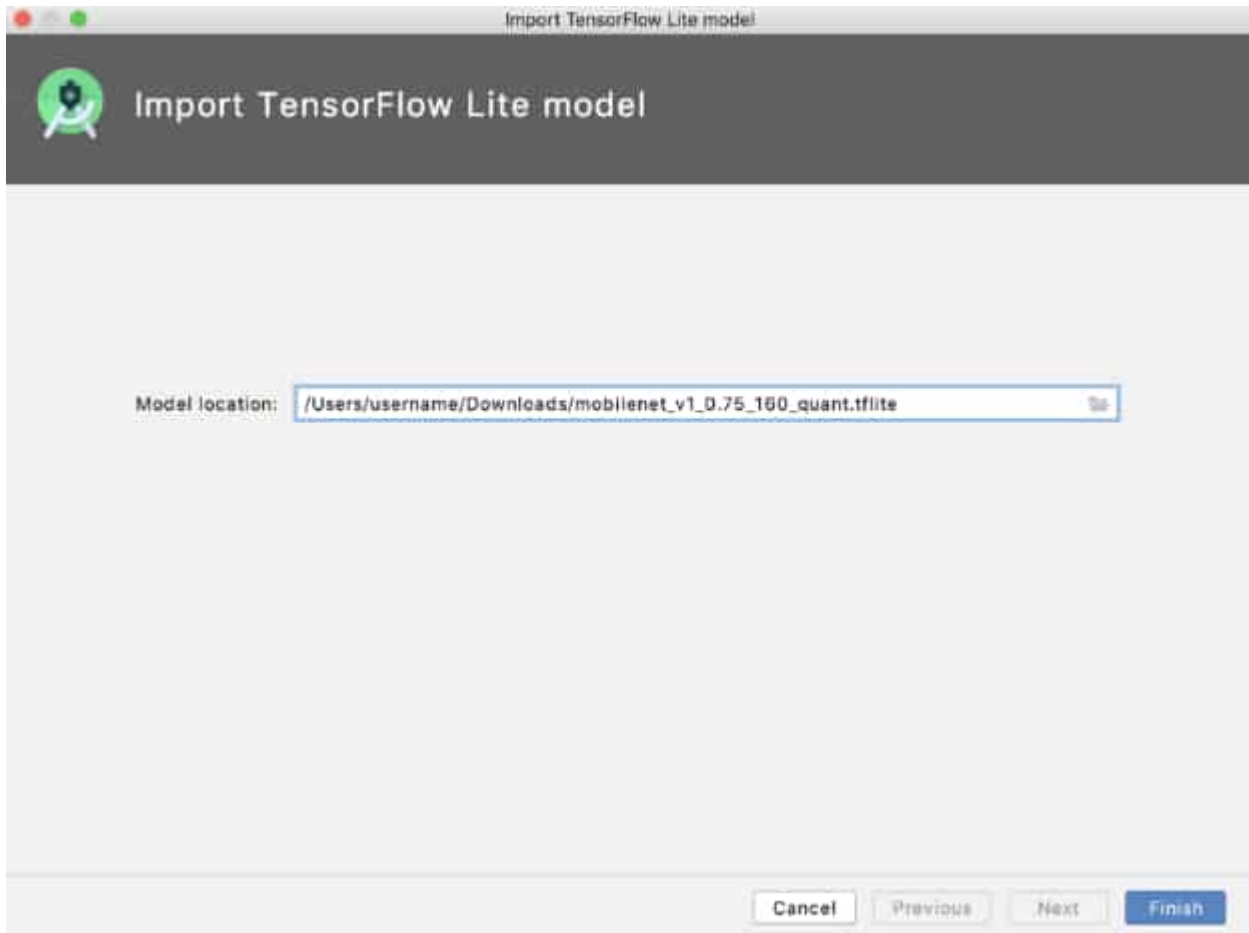 Import TensorFlow Lite model
Import TensorFlow Lite model
Model location: /Users/username/Downloads/mobilenet_v1_0.75_160_quant.tflite
Cancel Previous Next Finish